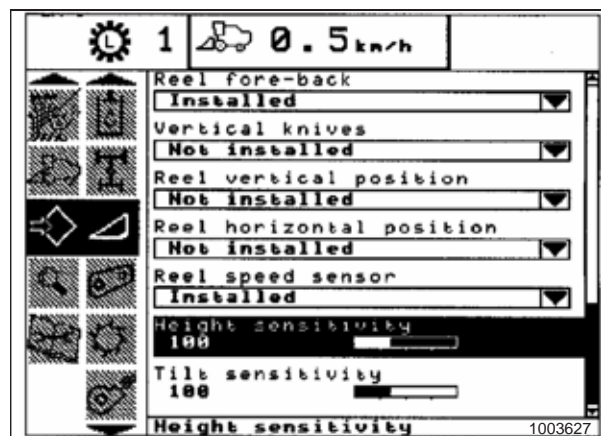 L 1 0.5km/h
Reel fore-back
Installed
Vertical knives
Not installed
Reel vertical position
Not installed
Reel horizontal position
Not installed
Reel speed sensor
Installed
Height sensitivity
100
Tilt sensitivity
100
Height sensitivity
1003627